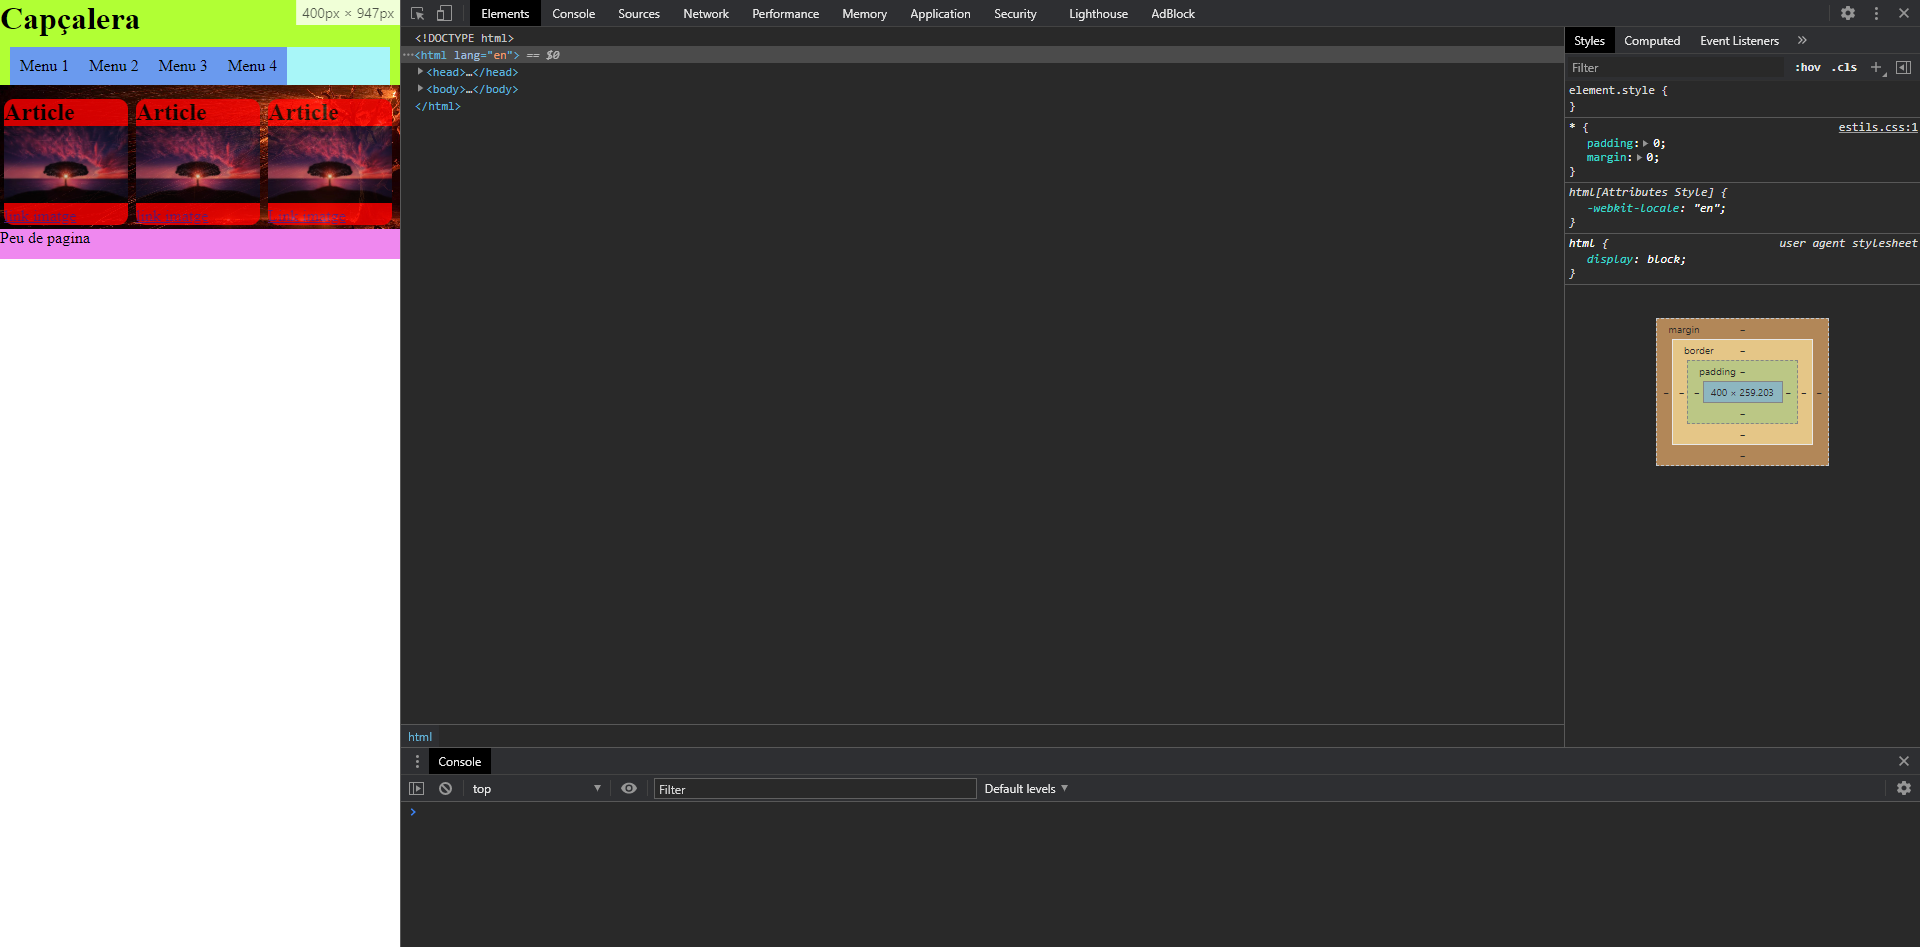 Capçalera
400px × 947px
Menu 1 Menu 2 Menu 3 Menu 4
Article Article Article
link imatge link imatge Link imatge
Peu de pagina
Elements Console Sources Network Performance Memory Application Security Lighthouse AdBlock
<!DOCTYPE html>
···<html lang="en"> == $0
<head>…</head>
<body>…</body>
</html>
html
Styles Computed Event Listeners »
Filter :hov .cls +
element.style {
}
* { estils.css:1
padding: 0;
margin: 0;
}
html[Attributes Style] {
-webkit-locale: "en";
}
html { user agent stylesheet
display: block;
}
margin –
border –
padding –
– – – 400 × 259.203 – – –
–
–
–
Console
top Filter Default levels
>